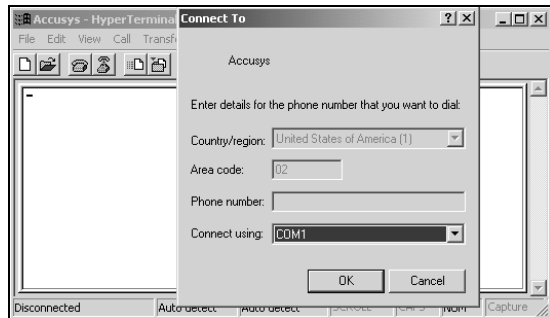 Accusys - HyperTerminal
Connect To
File Edit View Call
Accusys
Enter details for the phone number that you want to dial:
Country/region: United States of America (1)
Area code: 02
Phone number:
Connect using: COM1
OK Cancel
Disconnected Auto detect Auto detect SCROLL CAPS NUM Capture